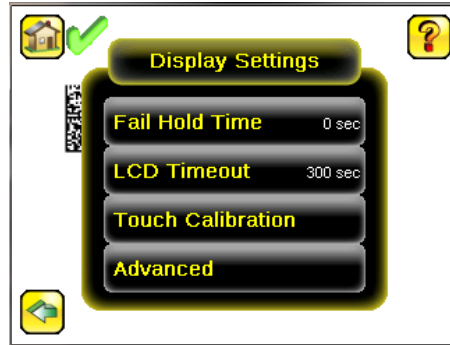 ?
Display Settings
Fail Hold Time 0 sec
LCD Timeout 300 sec
Touch Calibration
Advanced